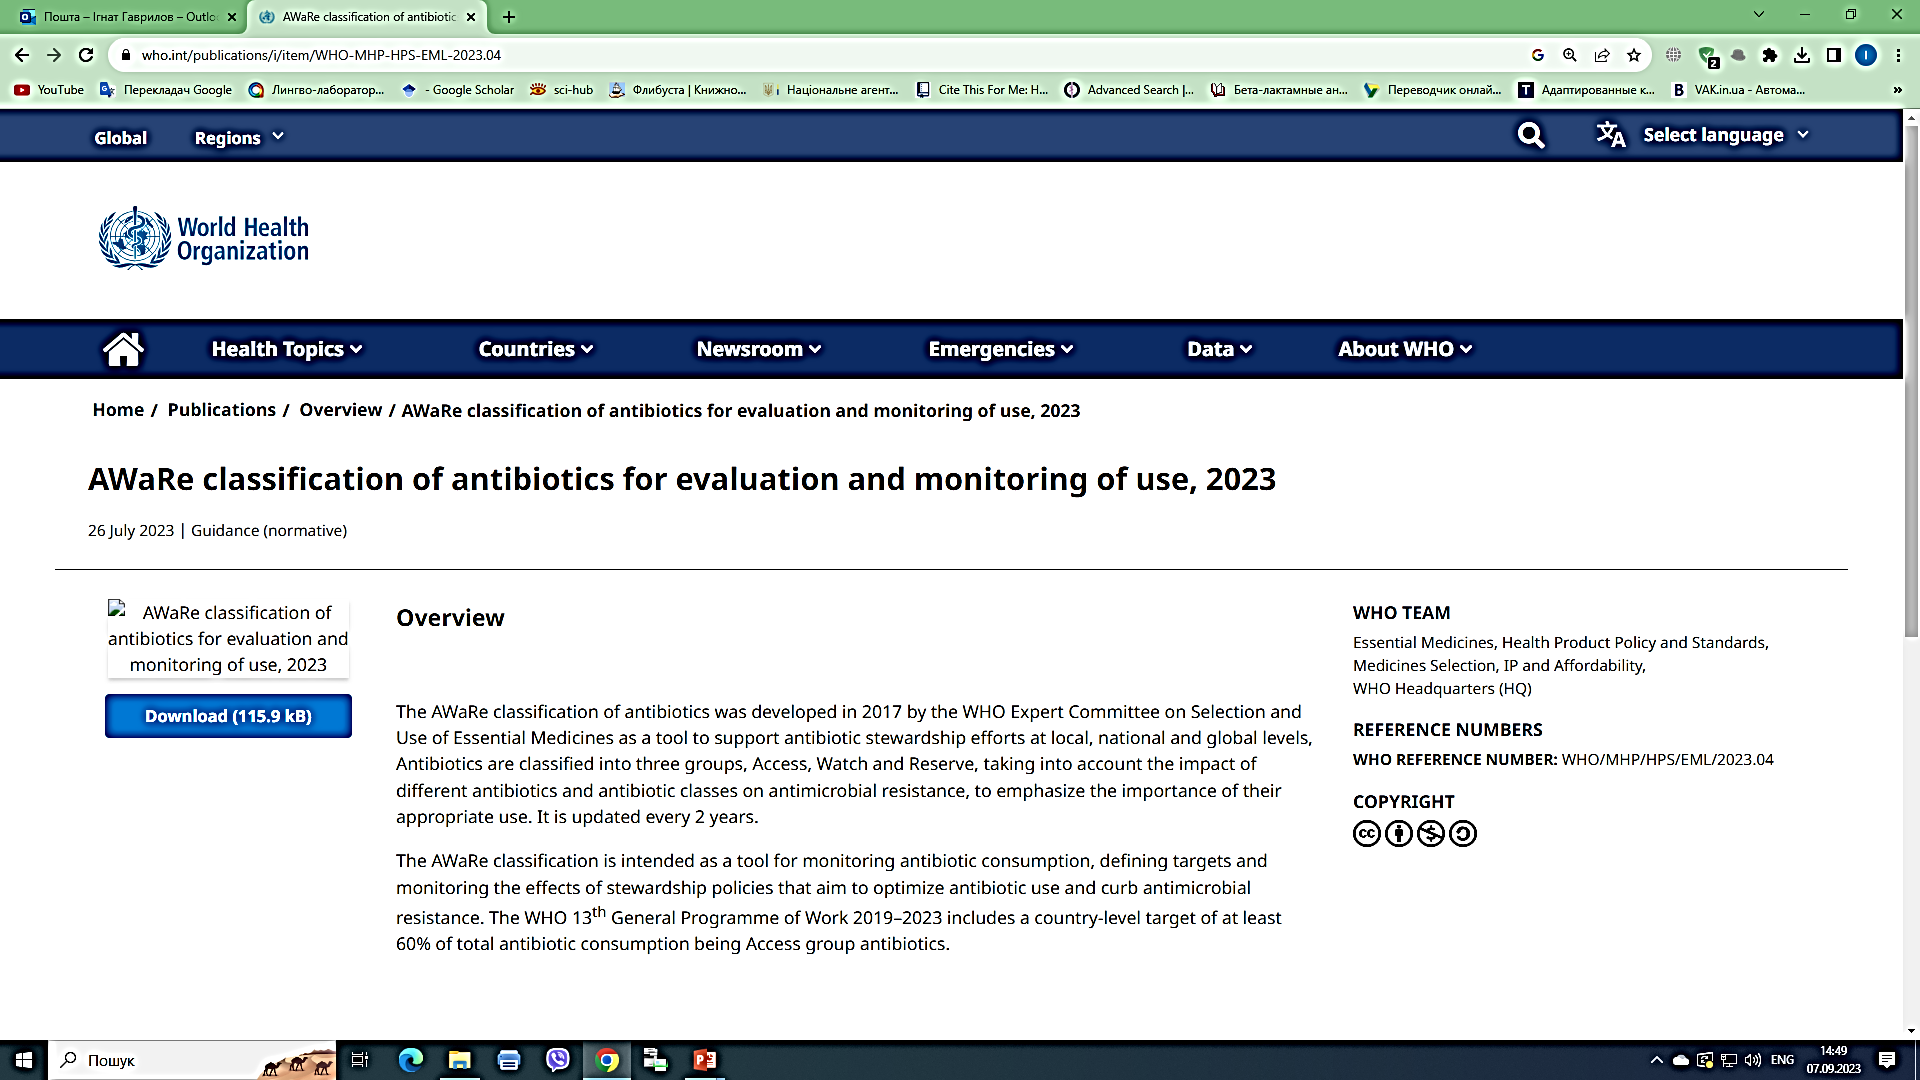 Пошта – Ігнат Гаврилов – Outlo
AWaRe classification of antibiotic
who.int/publications/i/item/WHO-MHP-HPS-EML-2023.04
YouTube
Перекладач Google
Лингво-лаборатор...
- Google Scholar
sci-hub
Флибуста | Книжно...
Національне агент...
Cite This For Me: H...
Advanced Search |...
Бета-лактамные ан...
Переводчик онлай...
Адаптированные к...
VAK.in.ua - Автома...
Global
Regions
Select language
World Health
Organization
Health Topics
Countries
Newsroom
Emergencies
Data
About WHO
Home / Publications / Overview / AWaRe classification of antibiotics for evaluation and monitoring of use, 2023
AWaRe classification of antibiotics for evaluation and monitoring of use, 2023
26 July 2023 | Guidance (normative)
AWaRe classification of
antibiotics for evaluation and
monitoring of use, 2023
Download (115.9 kB)
Overview
The AWaRe classification of antibiotics was developed in 2017 by the WHO Expert Committee on Selection and
Use of Essential Medicines as a tool to support antibiotic stewardship efforts at local, national and global levels,
Antibiotics are classified into three groups, Access, Watch and Reserve, taking into account the impact of
different antibiotics and antibiotic classes on antimicrobial resistance, to emphasize the importance of their
appropriate use. It is updated every 2 years.
The AWaRe classification is intended as a tool for monitoring antibiotic consumption, defining targets and
monitoring the effects of stewardship policies that aim to optimize antibiotic use and curb antimicrobial
resistance. The WHO 13th General Programme of Work 2019–2023 includes a country-level target of at least
60% of total antibiotic consumption being Access group antibiotics.
WHO TEAM
Essential Medicines, Health Product Policy and Standards,
Medicines Selection, IP and Affordability,
WHO Headquarters (HQ)
REFERENCE NUMBERS
WHO REFERENCE NUMBER: WHO/MHP/HPS/EML/2023.04
COPYRIGHT
Пошук
ENG
14:49
07.09.2023